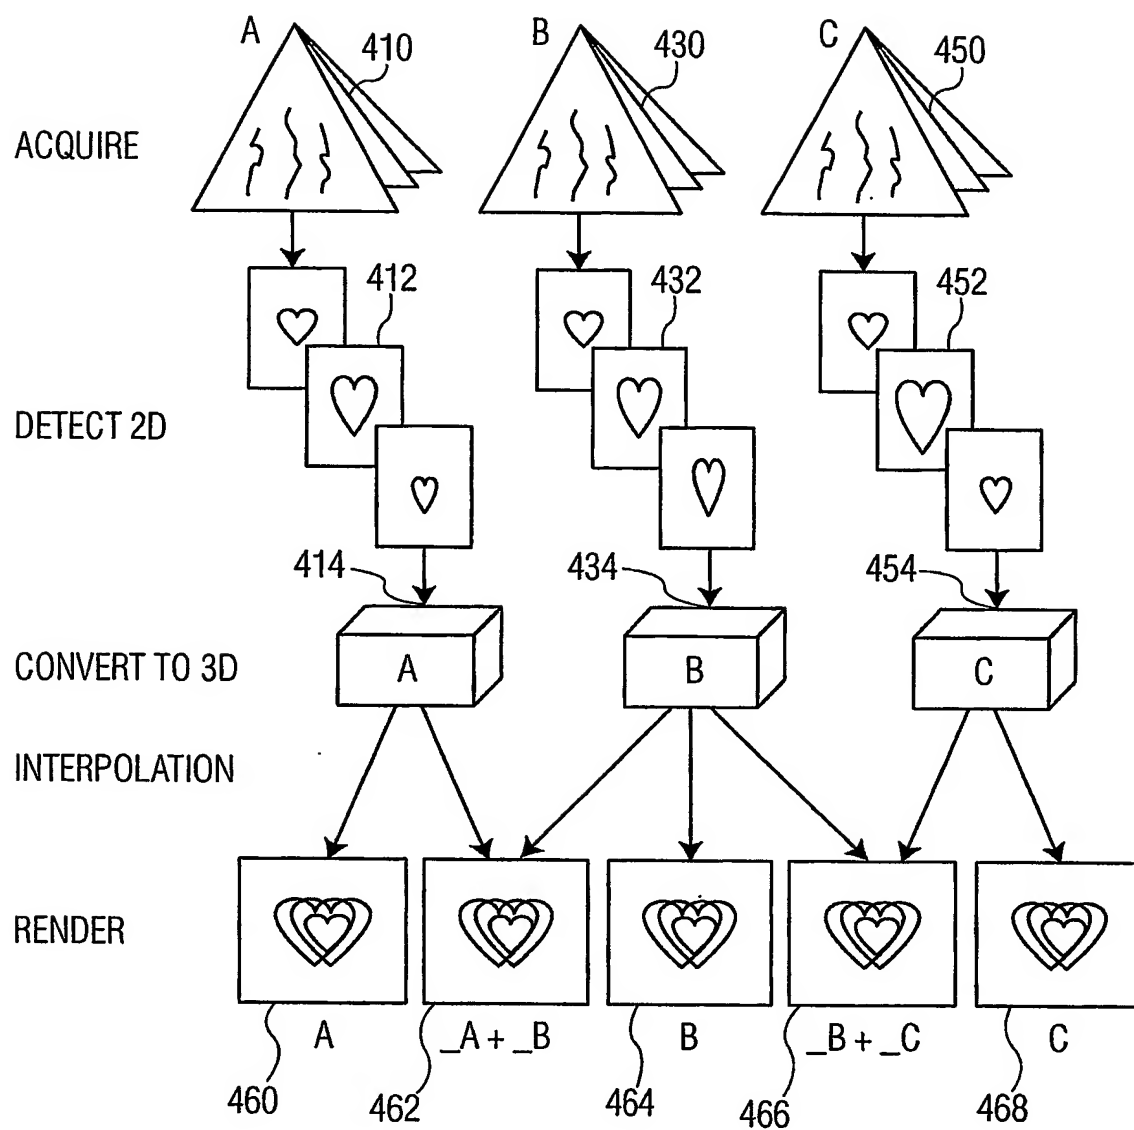 A
410
B
430
C
450
ACQUIRE
412
432
452
DETECT 2D
414
434
454
CONVERT TO 3D
A
B
C
INTERPOLATION
RENDER
A
_A + _B
B
_B + _C
C
460
462
464
466
468